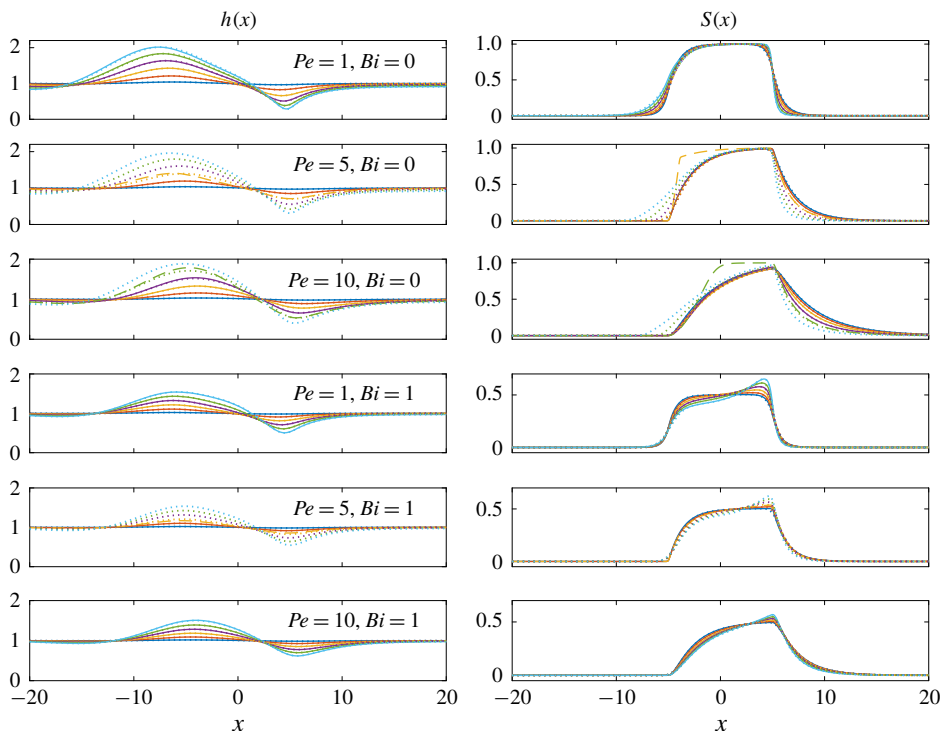 h(x) S(x)
2 1.0
Pe = 1, Bi = 0
1 0.5
0 0
2 1.0
Pe = 5, Bi = 0
1 0.5
0 0
2 1.0
Pe = 10, Bi = 0
1 0.5
0 0
2
Pe = 1, Bi = 1 0.5
1
0 0
2
Pe = 5, Bi = 1 0.5
1
0 0
2
Pe = 10, Bi = 1 0.5
1
0 0
−20 −10 0 10 20 −20 −10 0 10 20
x x